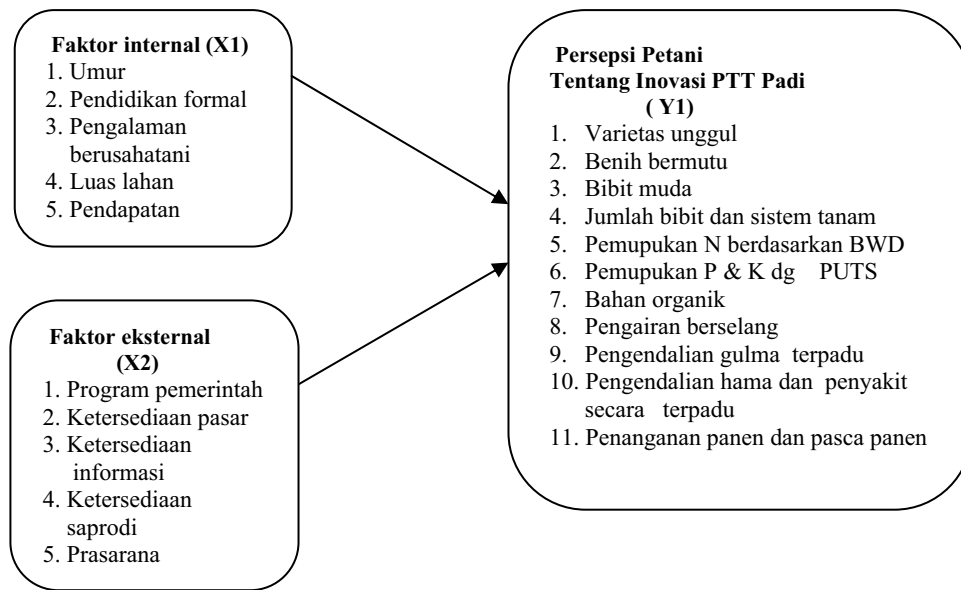 Faktor internal (X1)
1. Umur
2. Pendidikan formal
3. Pengalaman
berusahatani
4. Luas lahan
5. Pendapatan
Faktor eksternal
(X2)
1. Program pemerintah
2. Ketersediaan pasar
3. Ketersediaan
informasi
4. Ketersediaan
saprodi
5. Prasarana
Persepsi Petani
Tentang Inovasi PTT Padi
( Y1)
1. Varietas unggul
2. Benih bermutu
3. Bibit muda
4. Jumlah bibit dan sistem tanam
5. Pemupukan N berdasarkan BWD
6. Pemupukan P & K dg PUTS
7. Bahan organik
8. Pengairan berselang
9. Pengendalian gulma terpadu
10. Pengendalian hama dan penyakit
secara terpadu
11. Penanganan panen dan pasca panen